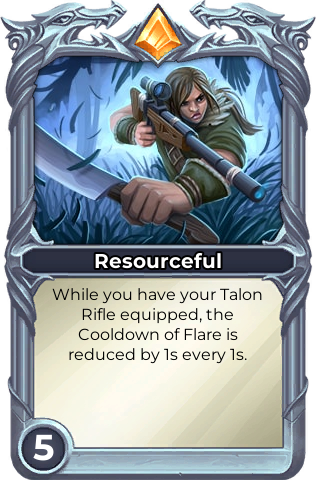 Resourceful
While you have your Talon
Rifle equipped, the
Cooldown of Flare is
reduced by 1s every 1s.
5